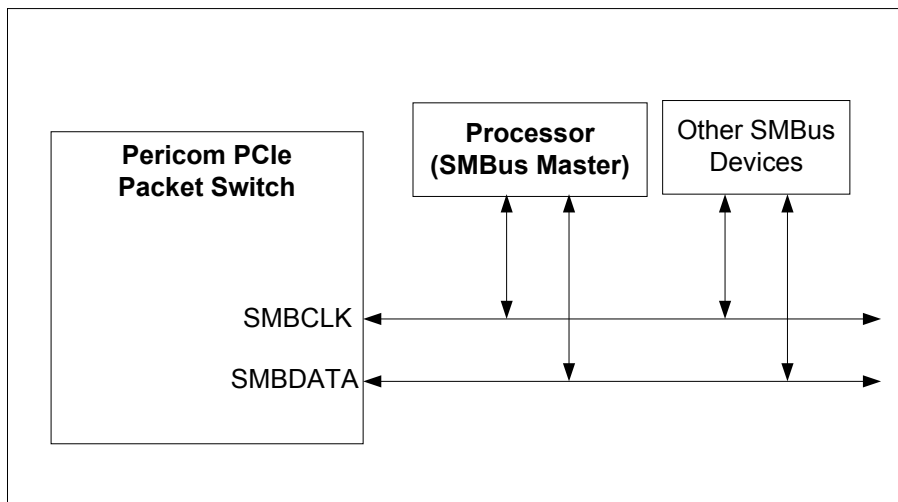 Pericom PCIe
Packet Switch
Processor
(SMBus Master)
Other SMBus
Devices
SMBCLK
SMBDATA